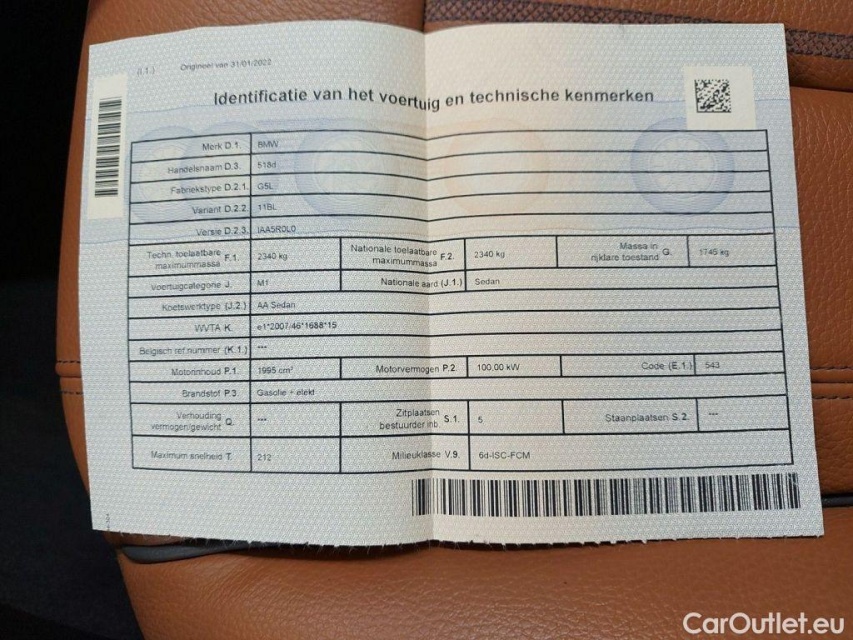 (I.1.) Origineel van 31/01/2022
Identificatie van het voertuig en technische kenmerken
Merk D.1. BMW
Handelsnaam D.3. 518d
Fabriekstype D.2.1. G5L
Variant D.2.2. 11BL
Versie D.2.3. IAA5R0L0
Techn. toelaatbare maximummassa F.1. 2340 kg Nationale toelaatbare maximummassa F.2. 2340 kg Massa in rijklare toestand G. 1745 kg
Voertuigcategorie J. M1 Nationale aard (J.1.) Sedan
Koetswerktype (J.2.) AA Sedan
WVTA K. e1*2007/46*1688*15
Belgisch ref.nummer (K.1.) ---
Motorinhoud P.1 1995 cm³ Motorvermogen P.2. 100.00 kW Code (E.1.) 543
Brandstof P.3 Gasolie + elekt
Verhouding vermogen/gewicht Q. --- Zitplaatsen bestuurder inb. S.1. 5 Staanplaatsen S.2. ---
Maximum snelheid T. 212 Milieuklasse V.9. 6d-ISC-FCM
CarOutlet.eu